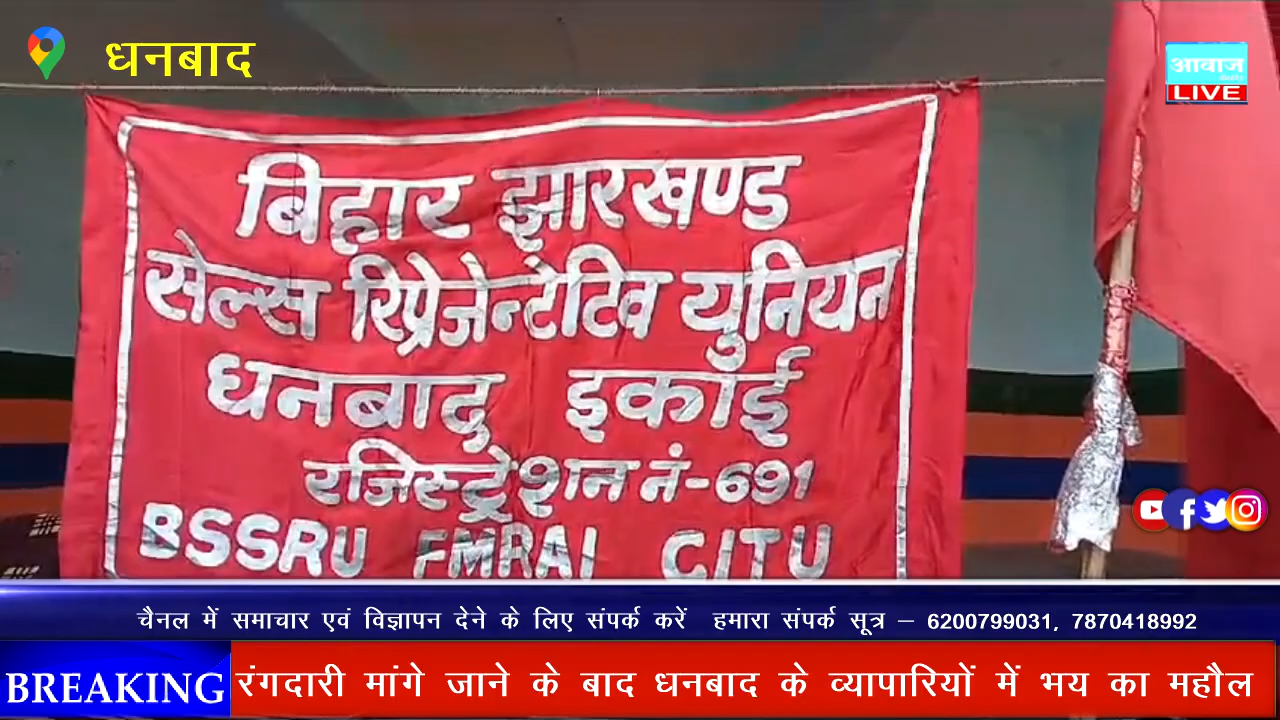 धनबाद
आवाज
LIVE
बिहार झारखण्ड
सेल्स रिप्रेजेन्टेटिव युनियन
धनबाद इकाई
रजिस्ट्रेशन नं-691
BSSRU FMRAI CITU
चैनल में समाचार एवं विज्ञापन देने के लिए संपर्क करें हमारा संपर्क सूत्र – 6200799031, 7870418992
BREAKING रंगदारी मांगे जाने के बाद धनबाद के व्यापारियों में भय का महौल